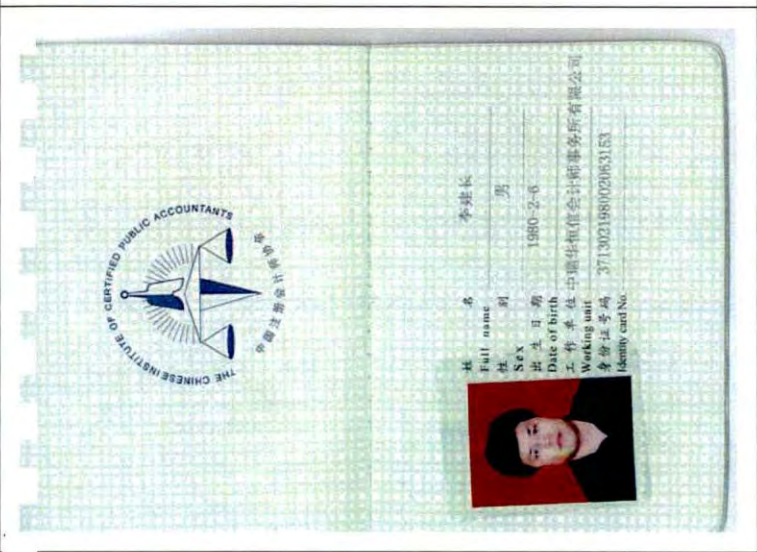 THE CHINESE INSTITUTE OF CERTIFIED PUBLIC ACCOUNTANTS
中国注册会计师协会
姓 名 李建长
Full name
性 别 男
Sex
出 生 日 期 1980-2-6
Date of birth
工 作 单 位 中瑞华恒信会计师事务所有限公司
Working unit
身 份 证 号 码 371302198002063153
Identity card No.